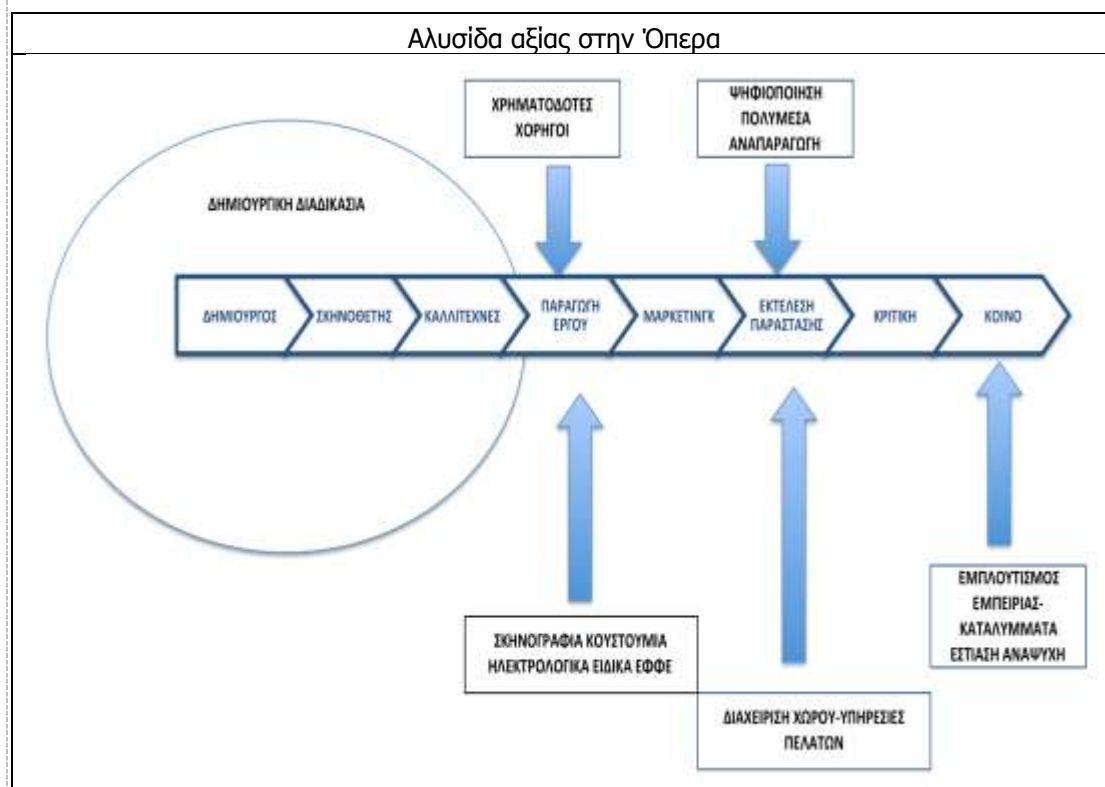 Αλυσίδα αξίας στην Όπερα
ΧΡΗΜΑΤΟΔΟΤΕΣ
ΧΟΡΗΓΟΙ
ΨΗΦΙΟΠΟΙΗΣΗ
ΠΟΛΥΜΕΣΑ
ΑΝΑΠΑΡΑΓΩΓΗ
ΔΗΜΙΟΥΡΓΙΚΗ ΔΙΑΔΙΚΑΣΙΑ
ΔΗΜΙΟΥΡΓΟΣ
ΣΚΗΝΟΘΕΤΗΣ
ΚΑΛΛΙΤΕΧΝΕΣ
ΠΑΡΑΓΩΓΗ
ΕΡΓΟΥ
ΜΑΡΚΕΤΙΝΓΚ
ΕΚΤΕΛΕΣΗ
ΠΑΡΑΣΤΑΣΗΣ
ΚΡΙΤΙΚΗ
ΚΟΙΝΟ
ΣΚΗΝΟΓΡΑΦΙΑ ΚΟΥΣΤΟΥΜΙΑ
ΗΛΕΚΤΡΟΛΟΓΙΚΑ ΕΙΔΙΚΑ ΕΦΦΕ
ΔΙΑΧΕΙΡΙΣΗ ΧΩΡΟΥ-ΥΠΗΡΕΣΙΕΣ
ΠΕΛΑΤΩΝ
ΕΜΠΛΟΥΤΙΣΜΟΣ
ΕΜΠΕΙΡΙΑΣ-
ΚΑΤΑΛΥΜΜΑΤΑ
ΕΣΤΙΑΣΗ ΑΝΑΨΥΧΗ